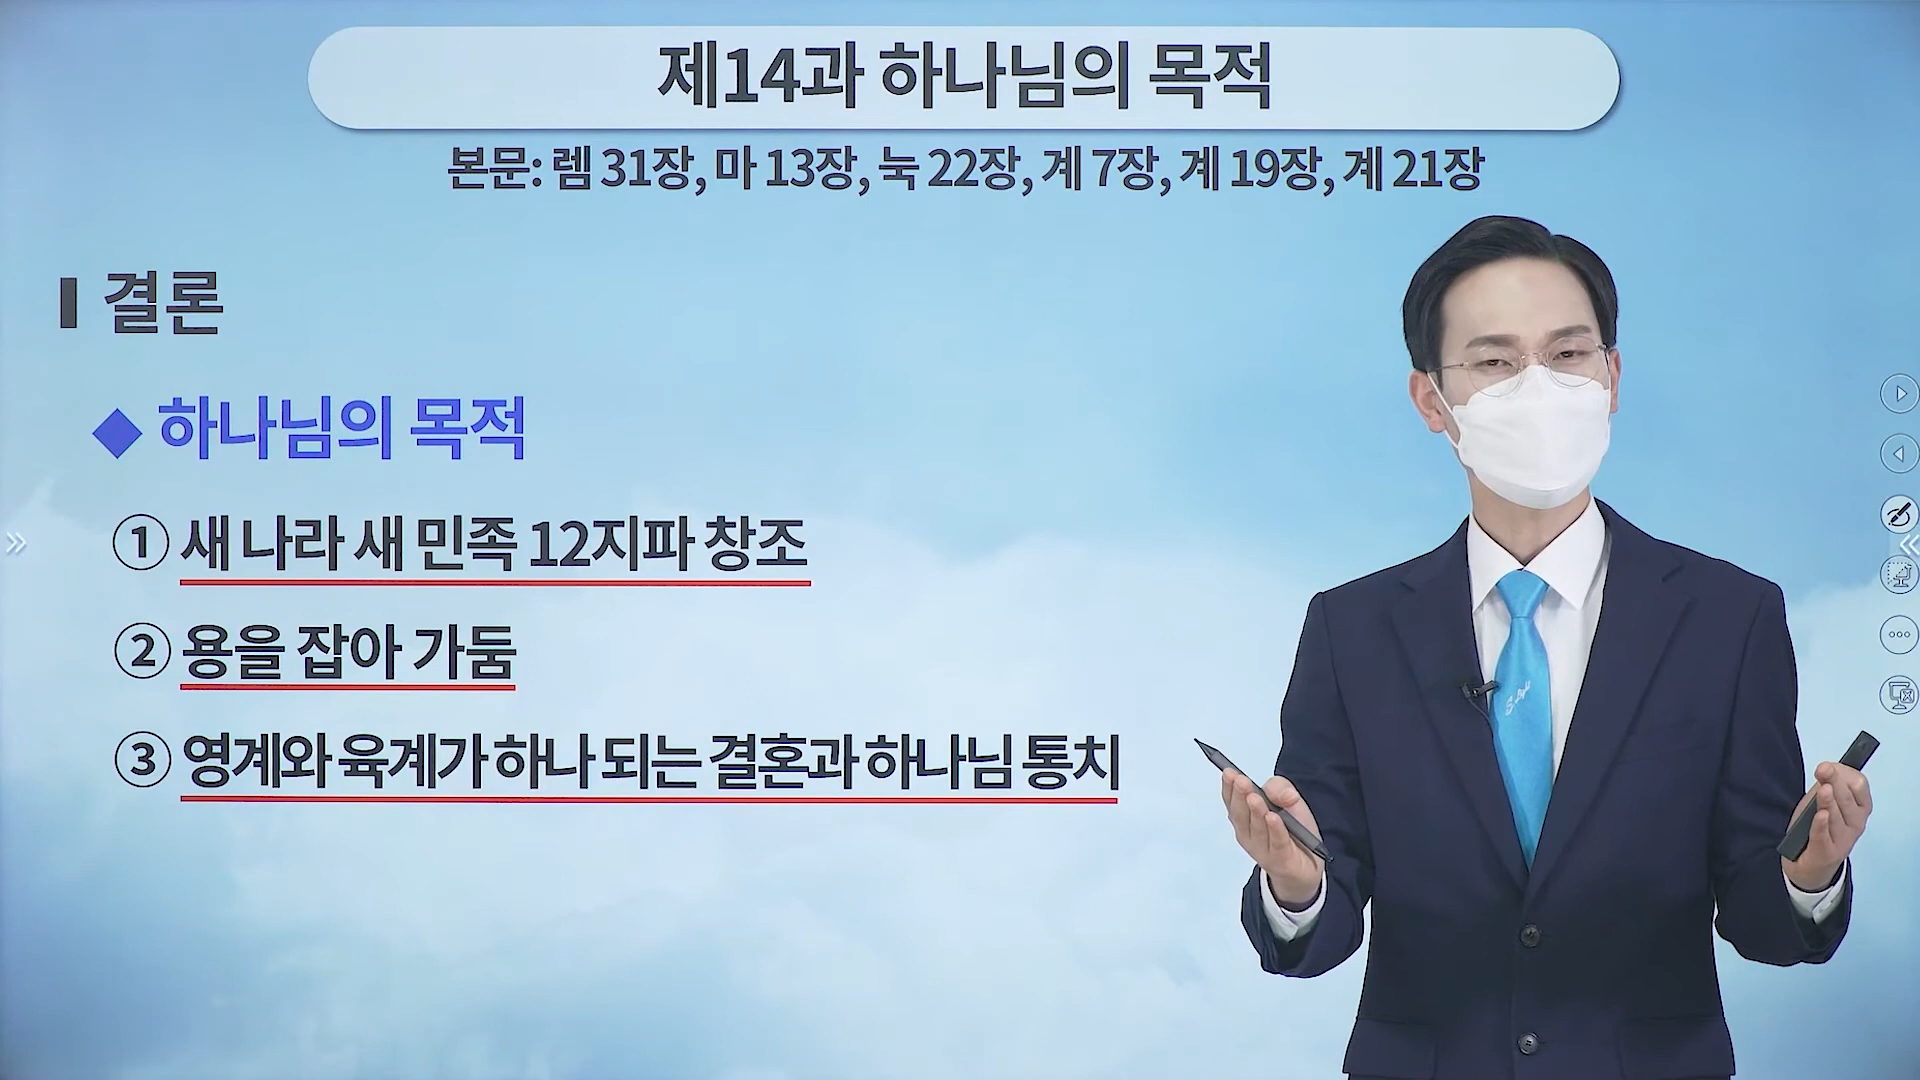 제14과 하나님의 목적
본문: 렘 31장, 마 13장, 눅 22장, 계 7장, 계 19장, 계 21장
결론
◆ 하나님의 목적
① 새 나라 새 민족 12지파 창조
② 용을 잡아 가둠
③ 영계와 육계가 하나 되는 결혼과 하나님 통치